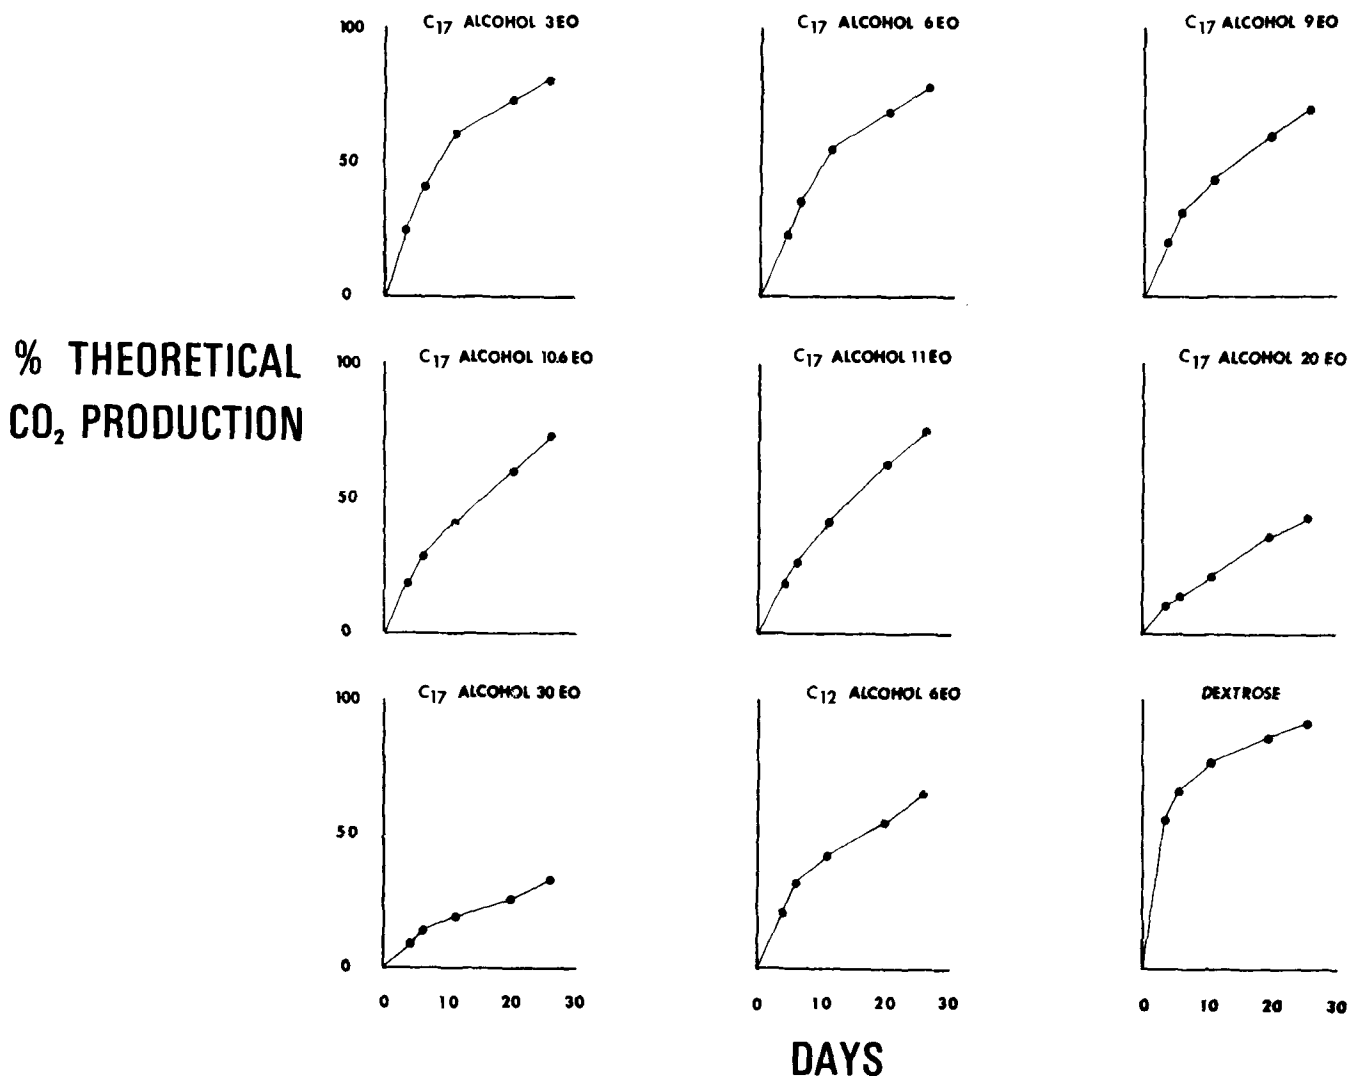 100
C17 ALCOHOL 3EO
C17 ALCOHOL 6EO
C17 ALCOHOL 9EO
50
0
% THEORETICAL
CO2 PRODUCTION
100
C17 ALCOHOL 10.6 EO
C17 ALCOHOL 11EO
C17 ALCOHOL 20 EO
50
0
100
C17 ALCOHOL 30 EO
C12 ALCOHOL 6EO
DEXTROSE
50
0
0 10 20 30
0 10 20 30
0 10 20 30
DAYS